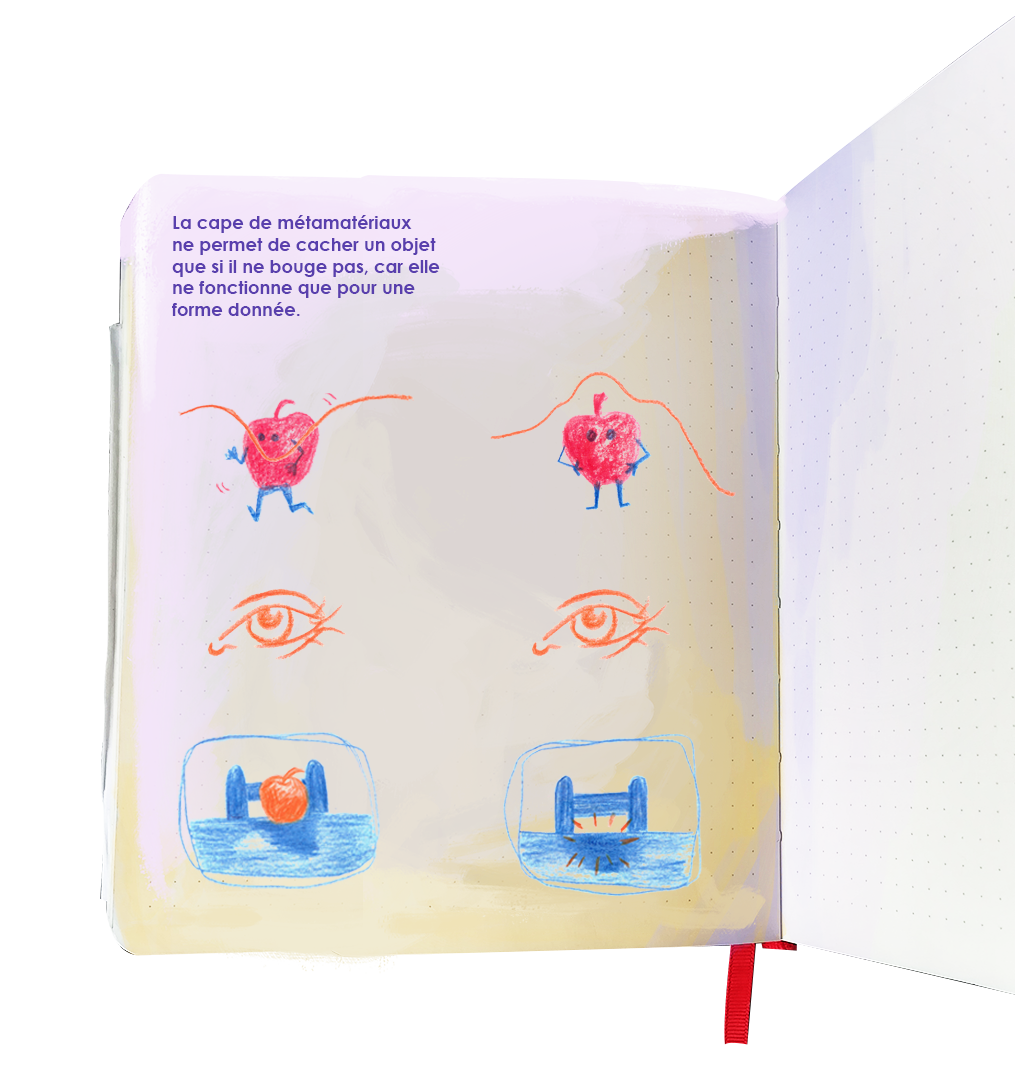 La cape de métamatériaux
ne permet de cacher un objet
que si il ne bouge pas, car elle
ne fonctionne que pour une
forme donnée.